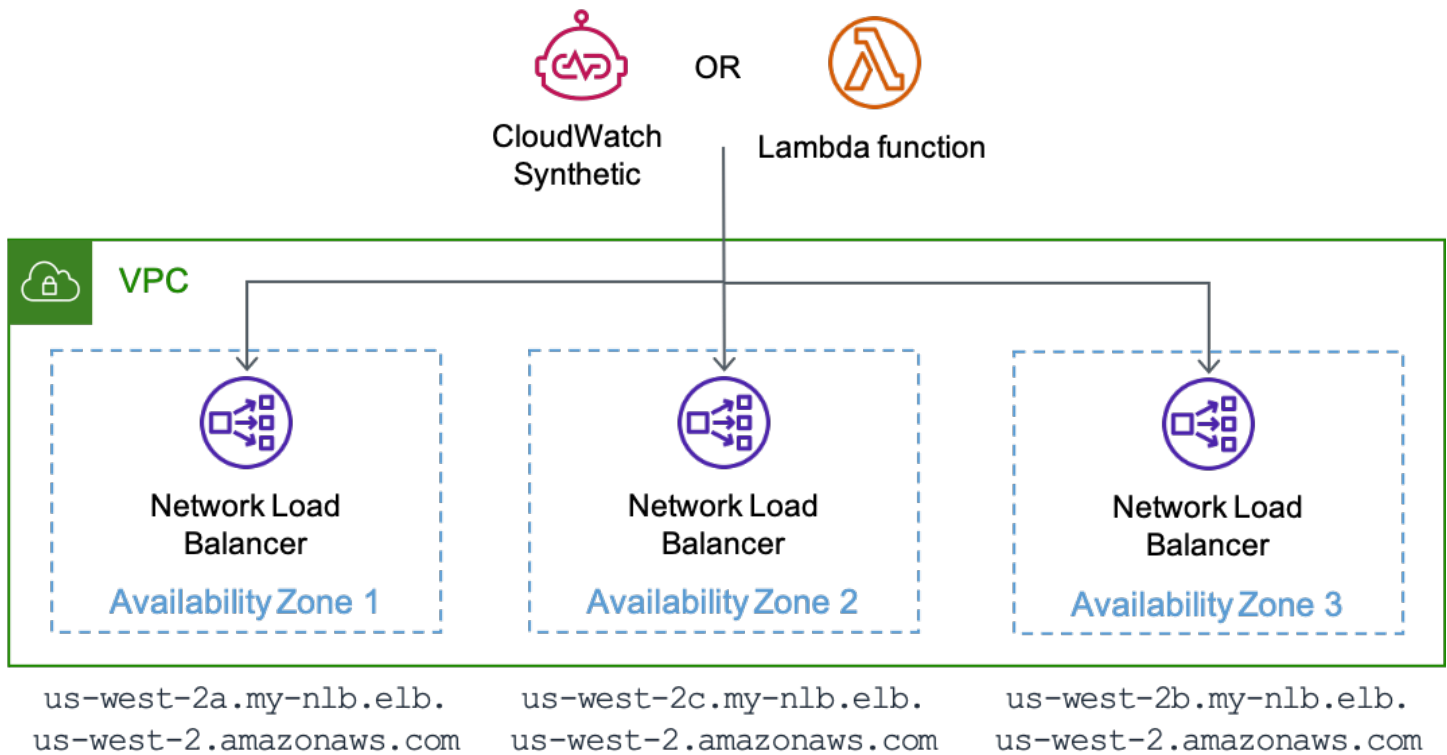 OR
CloudWatch
Synthetic
Lambda function
VPC
Network Load
Balancer
Availability Zone 1
Network Load
Balancer
Availability Zone 2
Network Load
Balancer
Availability Zone 3
us-west-2a.my-nlb.elb.
us-west-2.amazonaws.com
us-west-2c.my-nlb.elb.
us-west-2.amazonaws.com
us-west-2b.my-nlb.elb.
us-west-2.amazonaws.com